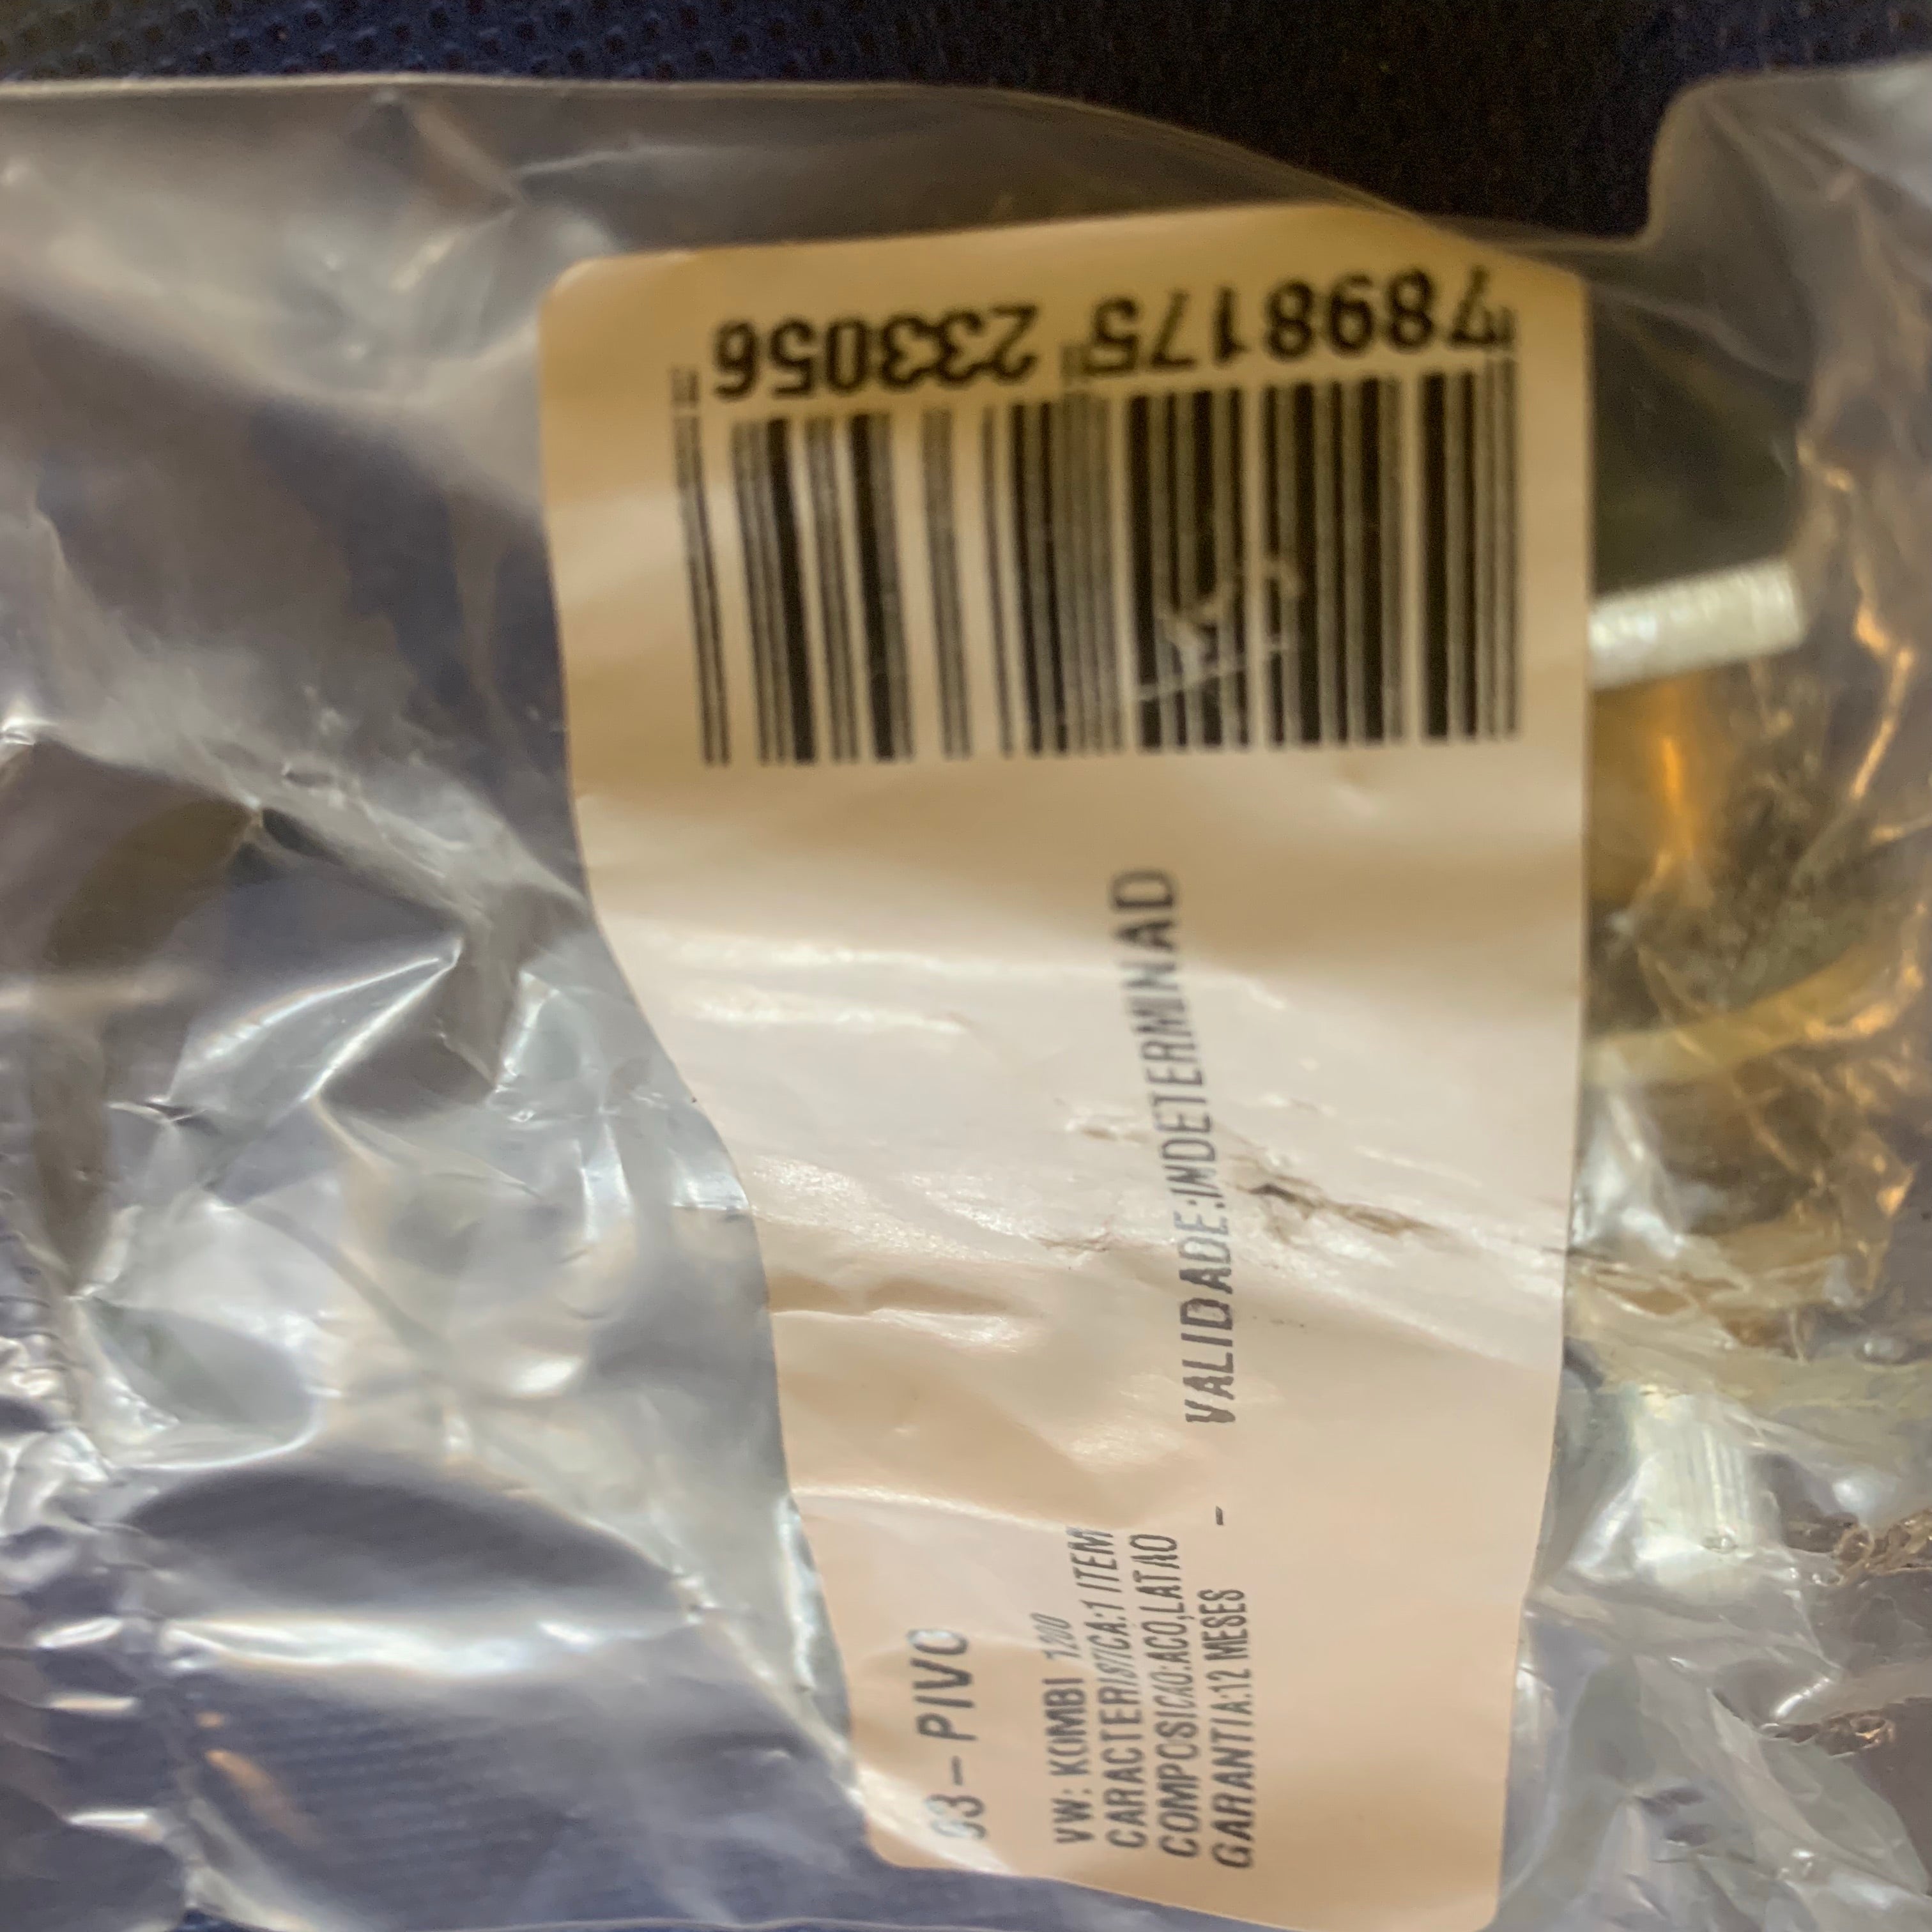 7898175 233056
03-PIVO
VW: KOMBI 1200
CARACTERISTICA:1 ITEM
COMPOSICAO:ACO,LATAO
GARANTIA:12 MESES - VALIDADE:INDETERMINAD